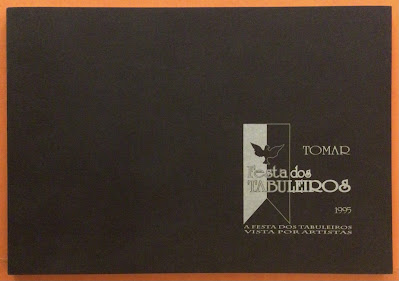 TOMAR
Festa dos
TABULEIROS
1995
A FESTA DOS TABULEIROS
VISTA POR ARTISTAS